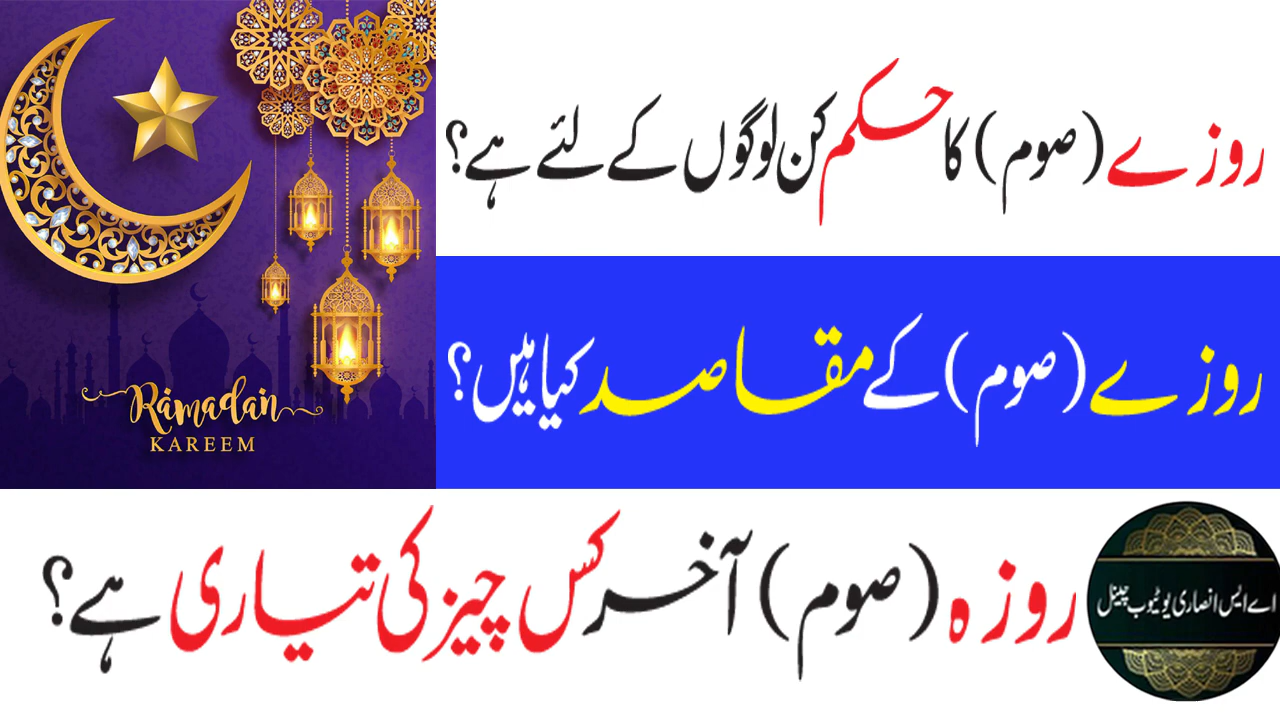 روزے (صوم) کا حکم کن لوگوں کے لئے ہے؟
روزے (صوم) کے مقاصد کیا ہیں؟
Ramadan
KAREEM
روزہ (صوم) آخر کس چیز کی تیاری ہے؟
اے ایس انصاری یوٹیوب چینل